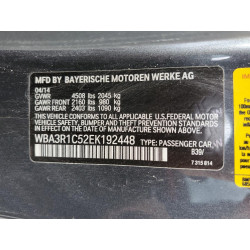 MFD BY BAYERISCHE MOTOREN WERKE AG
04/14
GVWR 4508 lbs 2045 kg
GAWR FRONT 2160 lbs 980 kg
GAWR REAR 2403 lbs 1090 kg
THIS VEHICLE CONFORMS TO ALL APPLICABLE
U.S. FEDERAL MOTOR VEHICLE SAFETY, BUMPER,
AND THEFT PREVENTION STANDARDS IN EFFECT ON
THE DATE OF MANUFACTURE SHOWN ABOVE.
WBA3R1C52EK192448 TYPE: PASSENGER CAR
B39/
7 315 814